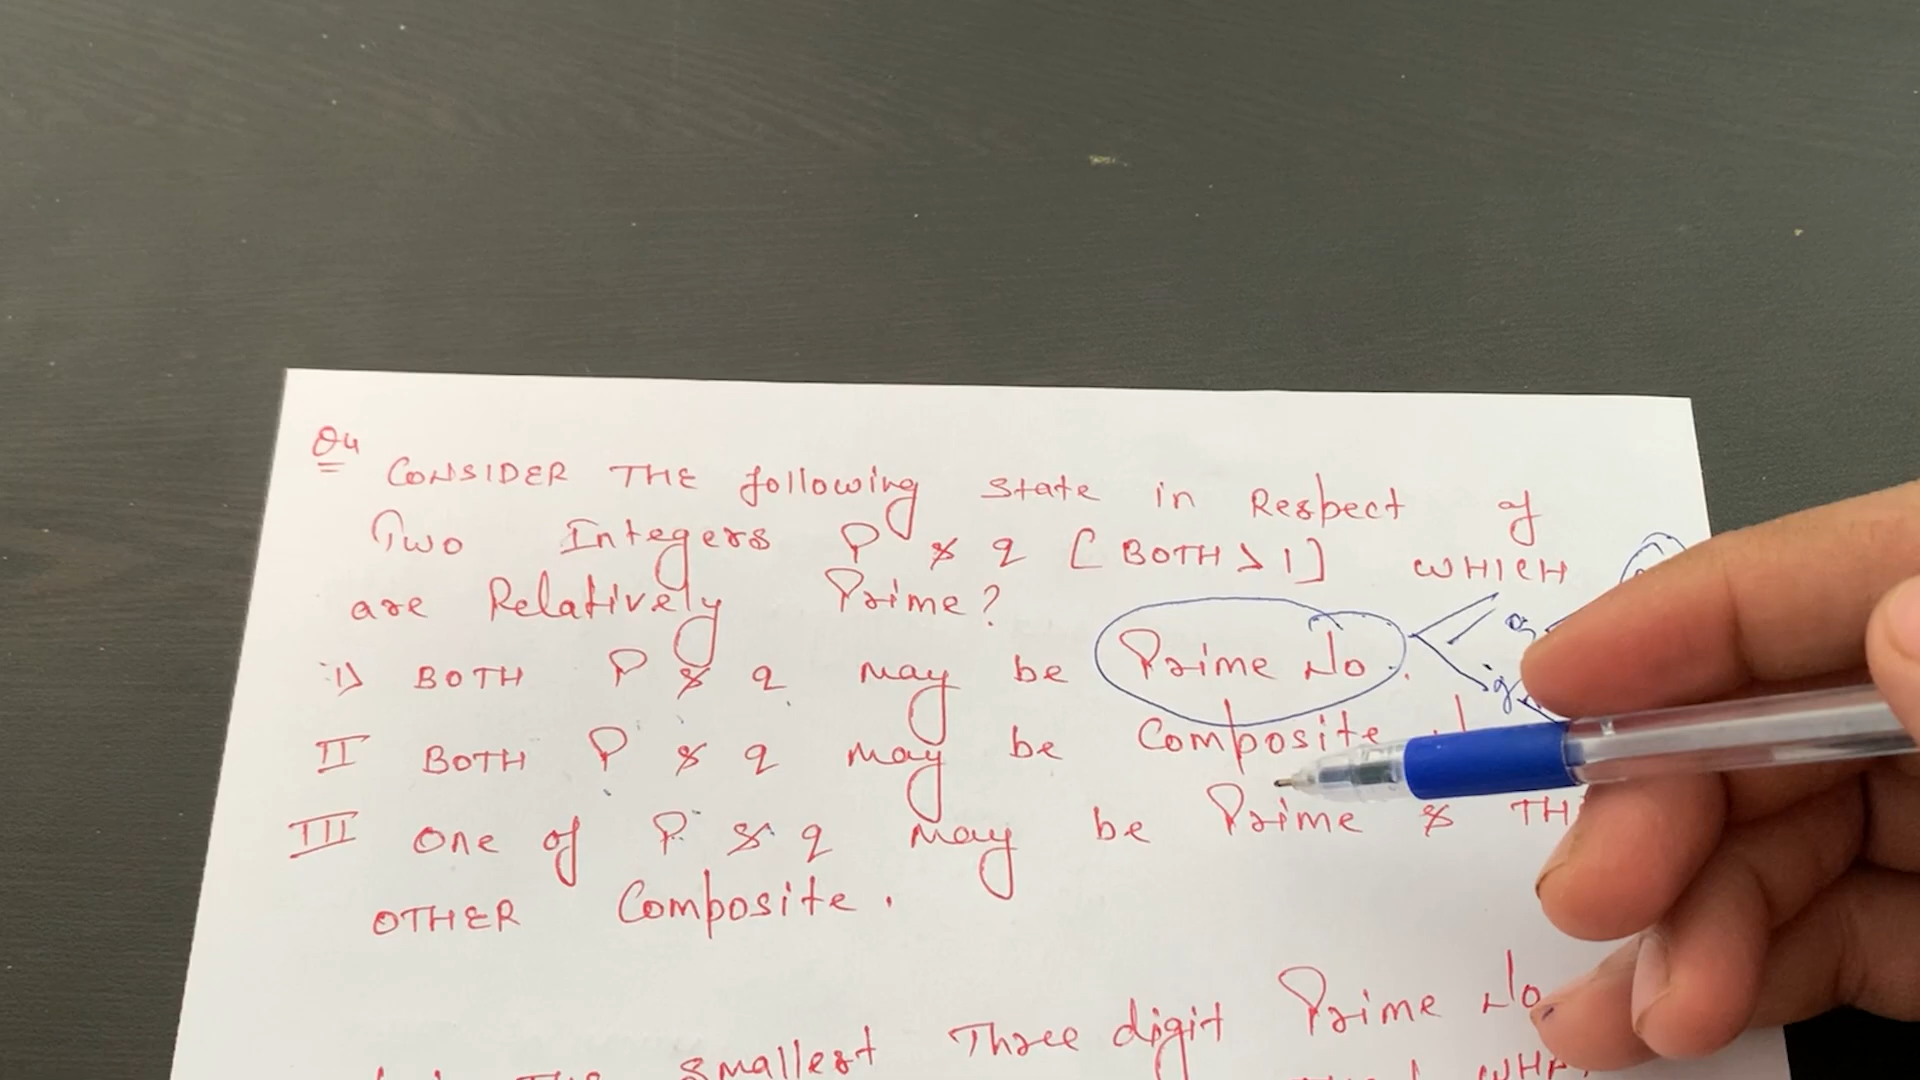 Q4
CONSIDER THE following state in Respect of
Two Integers P & q [BOTH > 1] WHICH
are Relatively Prime?
i) BOTH P & q may be Prime No.
II BOTH P & q may be Composite
III One of P & q may be Prime & TH
OTHER Composite.
smallest Three digit Prime No.